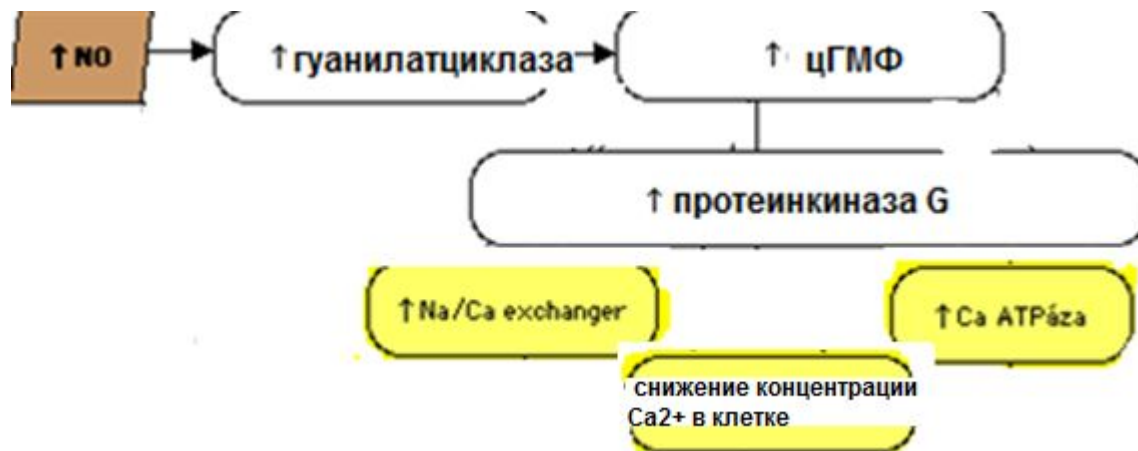 ↑ NO
↑ гуанилатциклаза
↑ цГМФ
↑ протеинкиназа G
↑ Na/Ca exchanger
↑ Ca ATPáza
снижение концентрации
Ca2+ в клетке